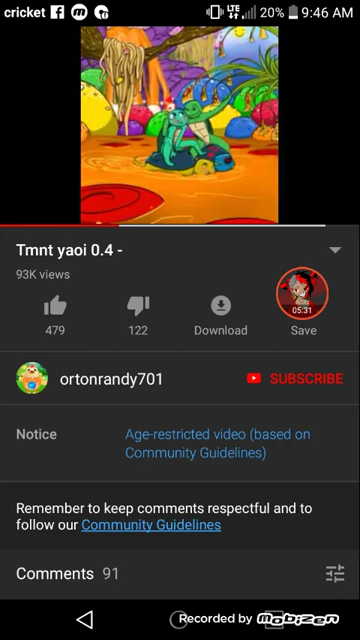 cricket LTE 20% 9:46 AM
Tmnt yaoi 0.4 -
93K views
479 122 Download Save
05:31
ortonrandy701 SUBSCRIBE
Notice Age-restricted video (based on
Community Guidelines)
Remember to keep comments respectful and to
follow our Community Guidelines
Comments 91
Recorded by Mobizen